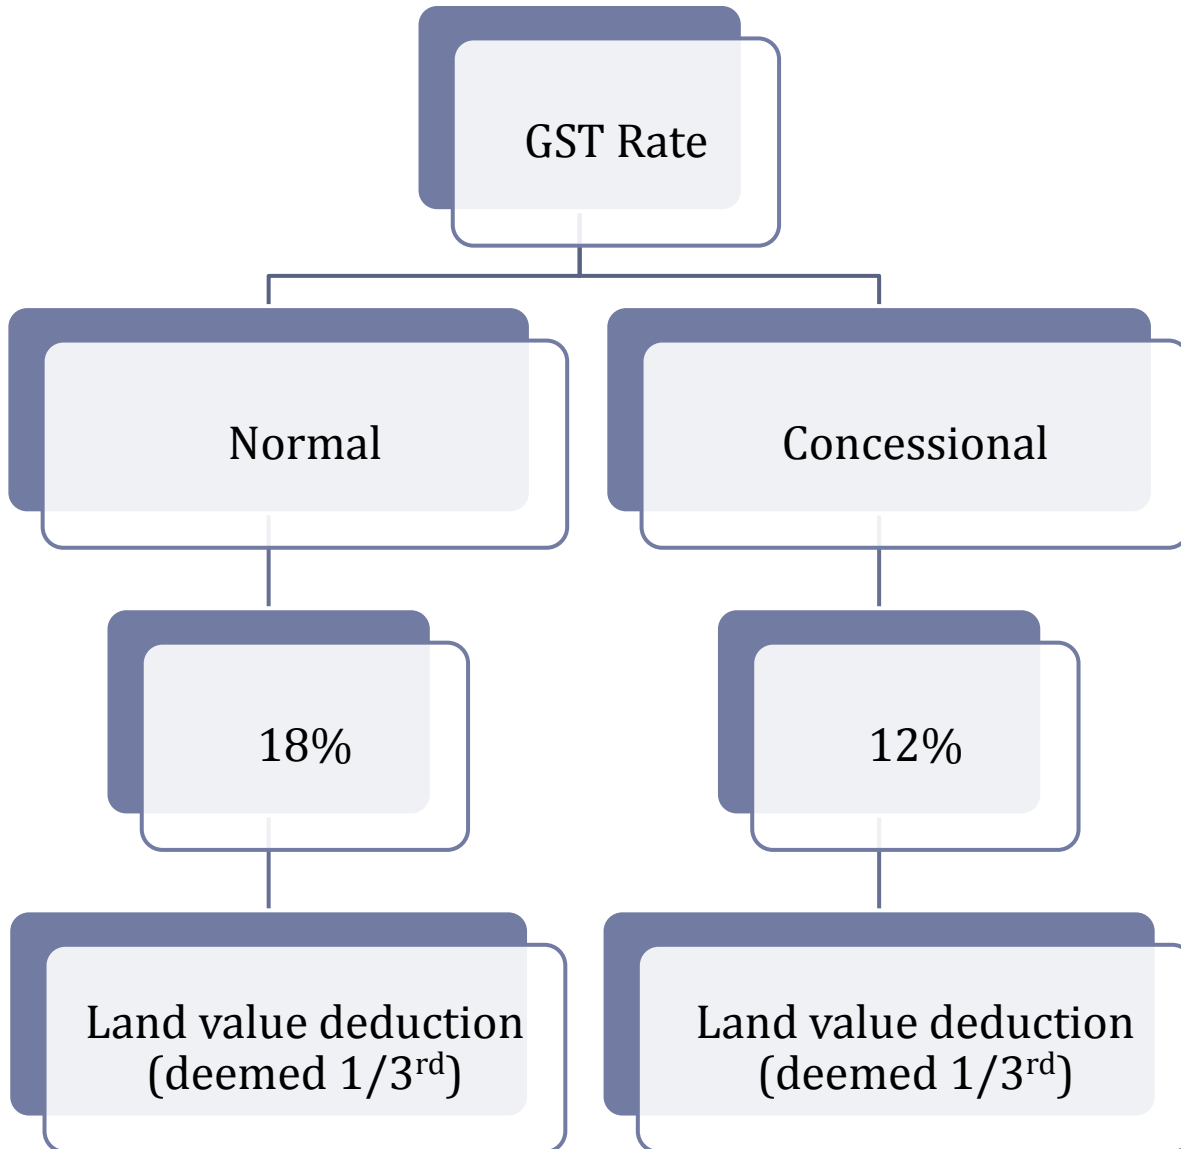 GST Rate
Normal
Concessional
18%
12%
Land value deduction
(deemed 1/3rd)
Land value deduction
(deemed 1/3rd)